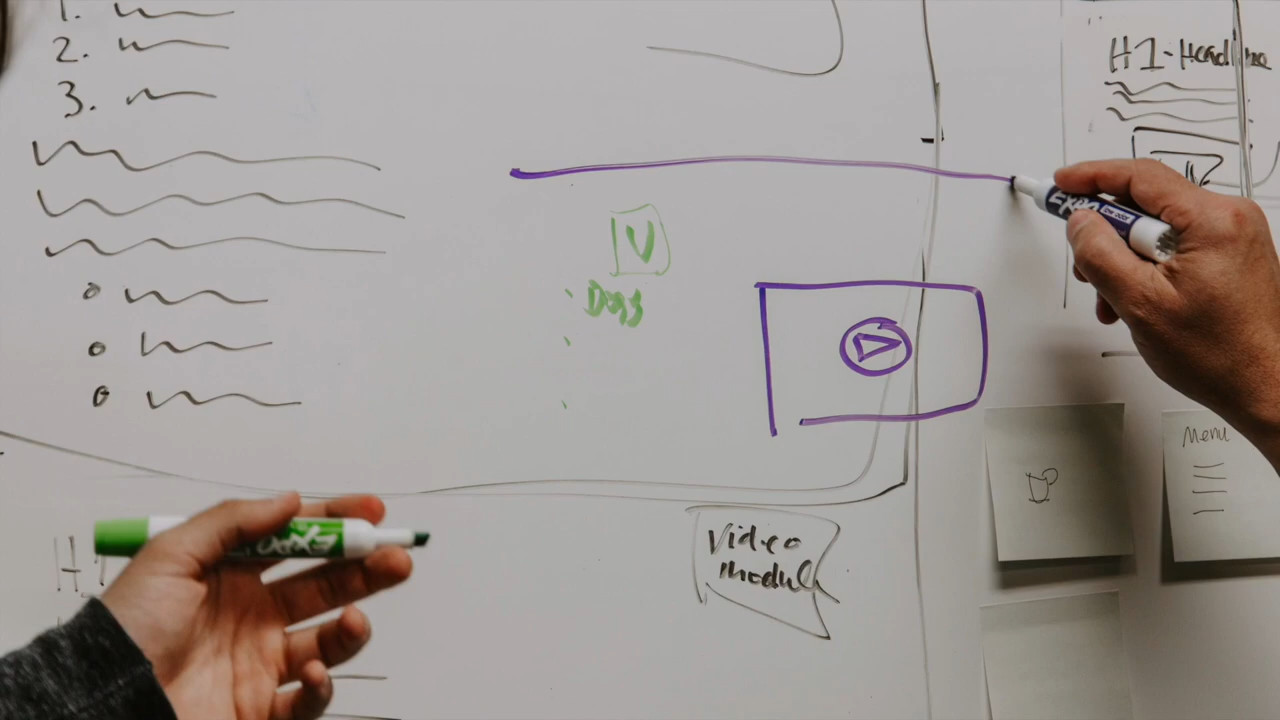 1.
2.
3.
H1-Headline
EXPO
V
Dogs
Menu
EXPO
Video
module